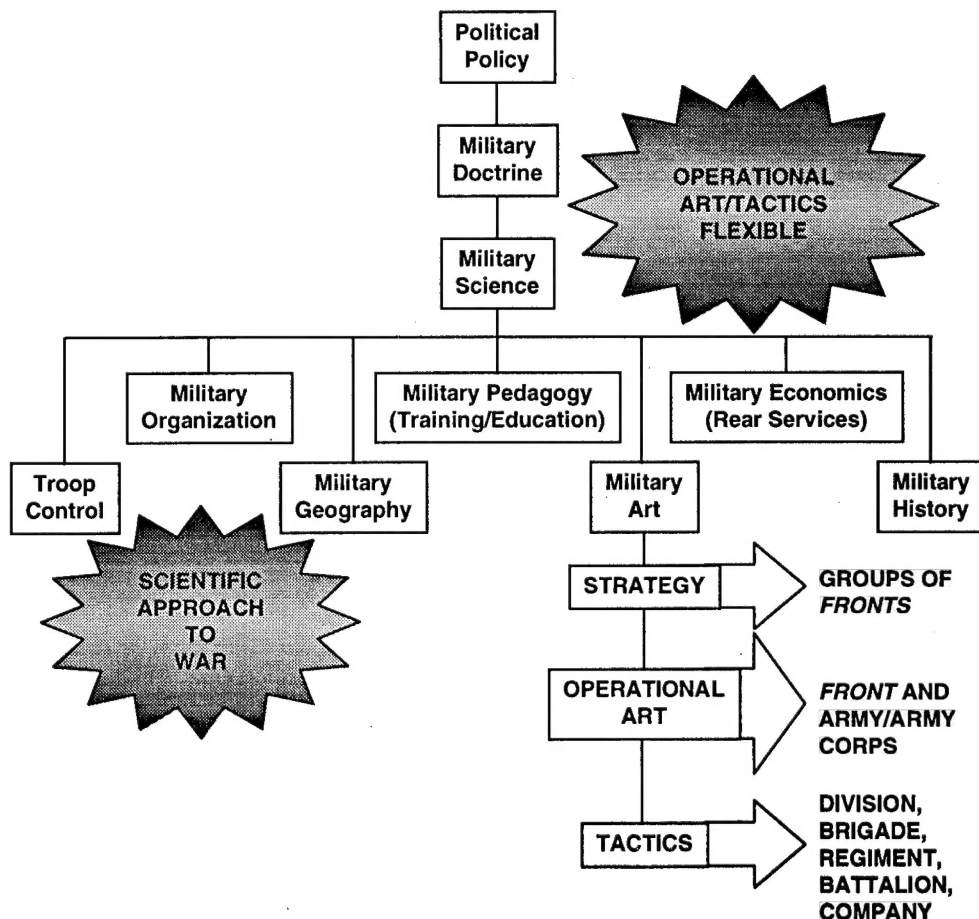 Political
Policy
Military
Doctrine
OPERATIONAL
ART/TACTICS
FLEXIBLE
Military
Science
Military
Organization
Military Pedagogy
(Training/Education)
Military Economics
(Rear Services)
Troop
Control
Military
Geography
Military
Art
Military
History
SCIENTIFIC
APPROACH
TO
WAR
STRATEGY
GROUPS OF
FRONTS
OPERATIONAL
ART
FRONT AND
ARMY/ARMY
CORPS
TACTICS
DIVISION,
BRIGADE,
REGIMENT,
BATTALION,
COMPANY